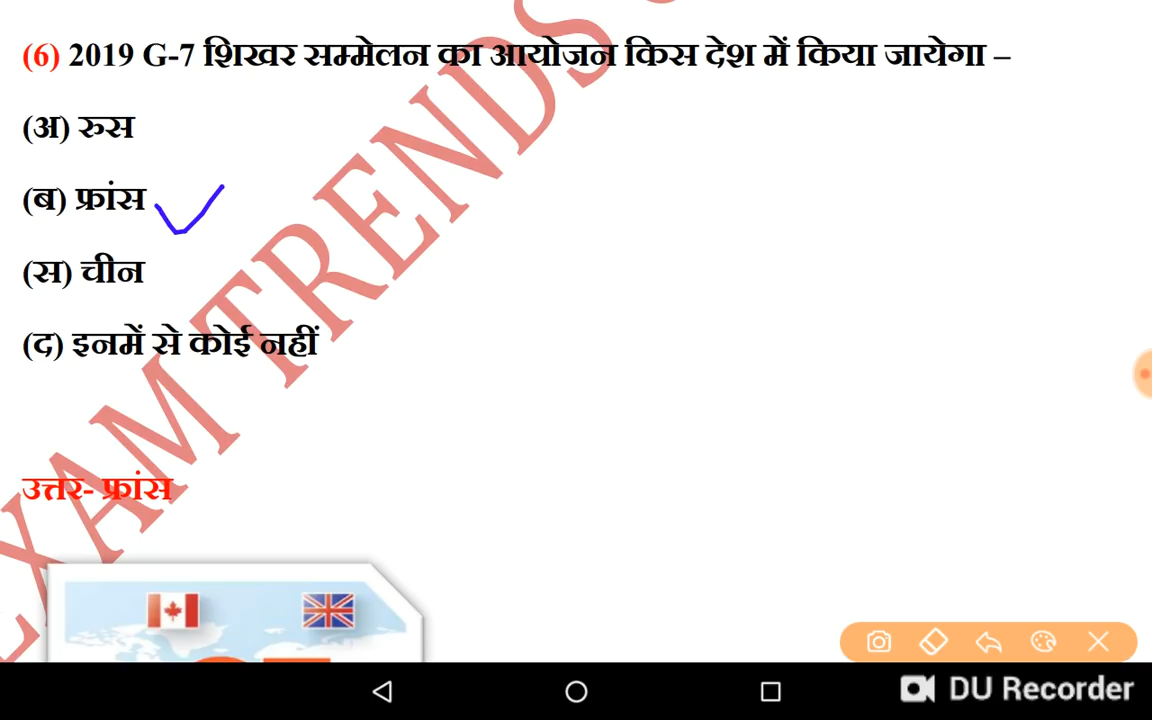 (6) 2019 G-7 शिखर सम्मेलन का आयोजन किस देश में किया जायेगा –
(अ) रुस
(ब) फ्रांस
(स) चीन
(द) इनमें से कोई नहीं
उत्तर- फ्रांस
EXAM TRENDS
DU Recorder